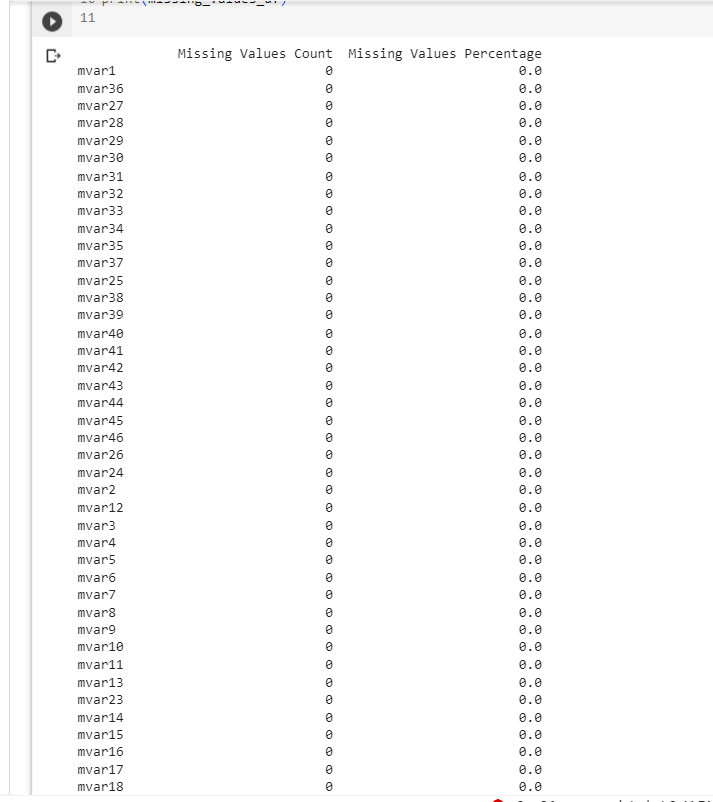 11
Missing Values Count Missing Values Percentage
mvar1 0 0.0
mvar36 0 0.0
mvar27 0 0.0
mvar28 0 0.0
mvar29 0 0.0
mvar30 0 0.0
mvar31 0 0.0
mvar32 0 0.0
mvar33 0 0.0
mvar34 0 0.0
mvar35 0 0.0
mvar37 0 0.0
mvar25 0 0.0
mvar38 0 0.0
mvar39 0 0.0
mvar40 0 0.0
mvar41 0 0.0
mvar42 0 0.0
mvar43 0 0.0
mvar44 0 0.0
mvar45 0 0.0
mvar46 0 0.0
mvar26 0 0.0
mvar24 0 0.0
mvar2 0 0.0
mvar12 0 0.0
mvar3 0 0.0
mvar4 0 0.0
mvar5 0 0.0
mvar6 0 0.0
mvar7 0 0.0
mvar8 0 0.0
mvar9 0 0.0
mvar10 0 0.0
mvar11 0 0.0
mvar13 0 0.0
mvar23 0 0.0
mvar14 0 0.0
mvar15 0 0.0
mvar16 0 0.0
mvar17 0 0.0
mvar18 0 0.0